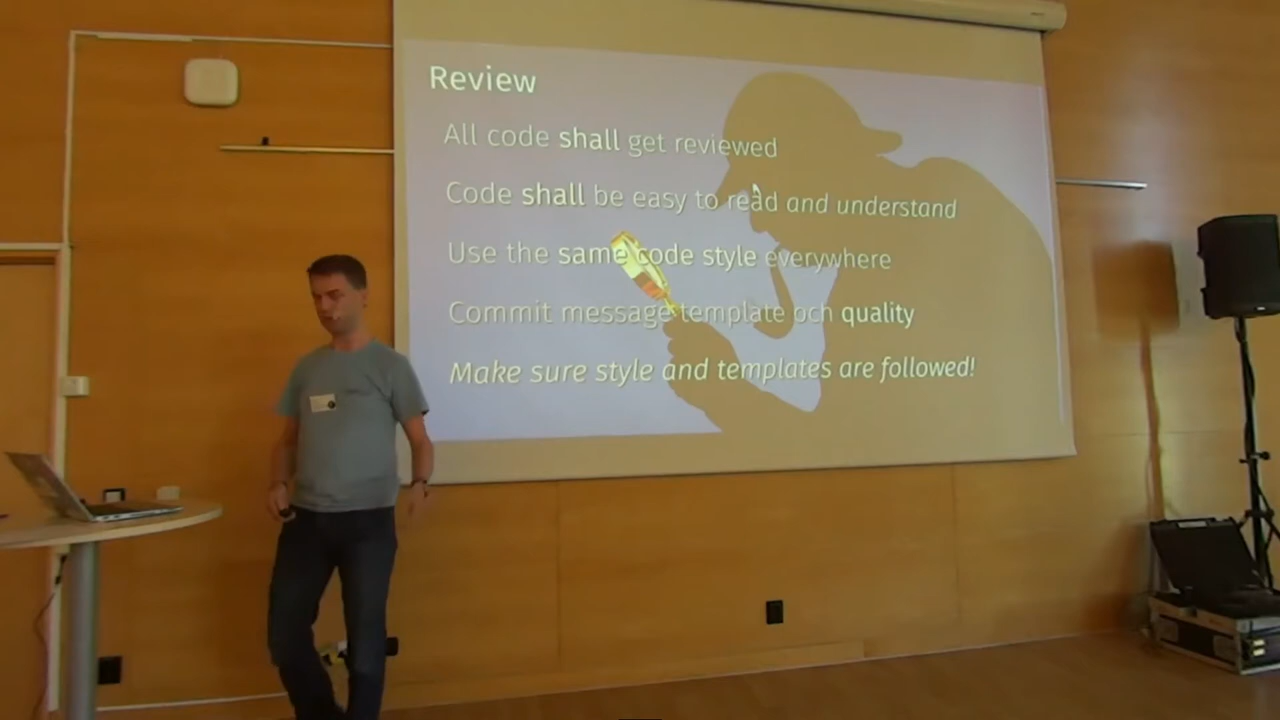 Review
All code shall get reviewed
Code shall be easy to read and understand
Use the same code style everywhere
Commit message template och quality
Make sure style and templates are followed!